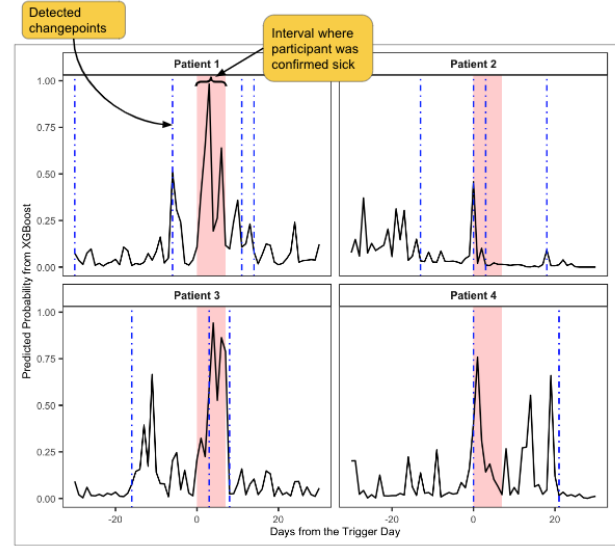 Detected
changepoints
Interval where
participant was
confirmed sick
Patient 1
Patient 2
1.00
0.75
0.50
0.25
0.00
Patient 3
Patient 4
1.00
0.75
0.50
0.25
0.00
Predicted Probability from XGBoost
-20
0
20
-20
0
20
Days from the Trigger Day